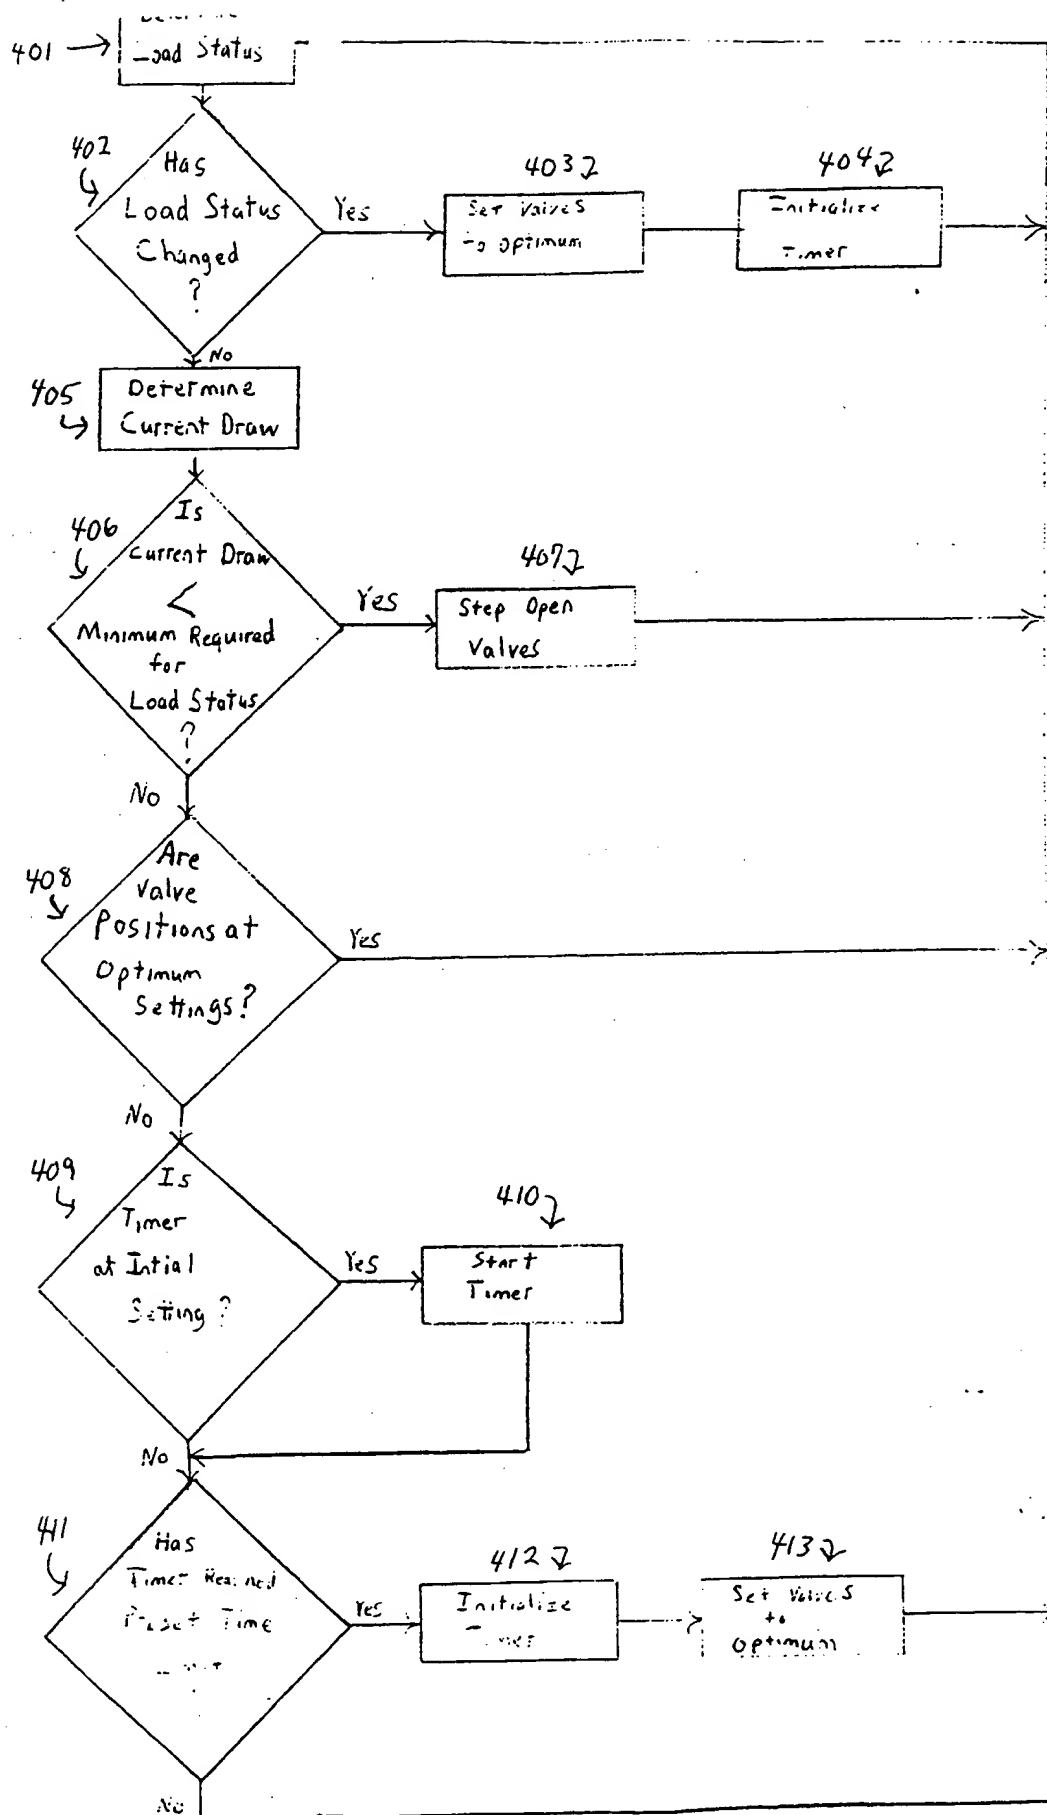 401
Load Status
402
Has
Load Status
Changed
?
Yes
403
Set Valves
to optimum
404
Initialize
Timer
No
405
Determine
Current Draw
406
Is
Current Draw
<
Minimum Required
for
Load Status
?
Yes
407
Step Open
Valves
No
408
Are
Valve
Positions at
Optimum
Settings?
Yes
No
409
Is
Timer
at Intial
Setting?
Yes
410
Start
Timer
No
411
Has
Timer Reached
Preset Time
Yes
412
Initialize
Timer
413
Set Valves
to
Optimum
No